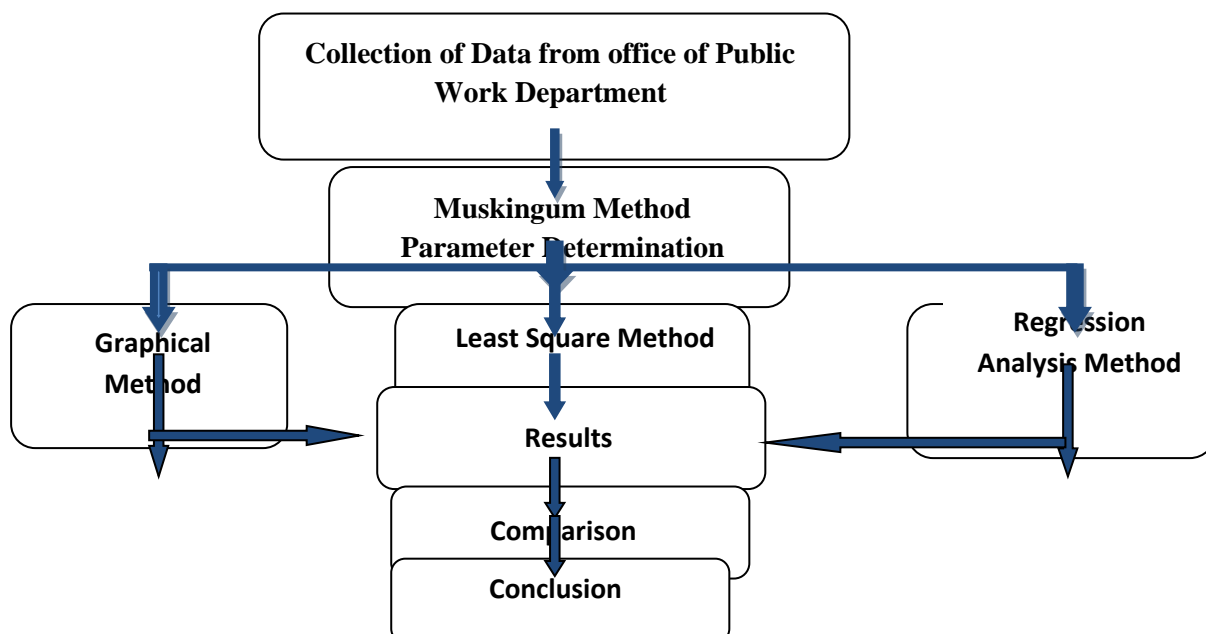 Collection of Data from office of Public
Work Department
Muskingum Method
Parameter Determination
Graphical
Method
Least Square Method
Regression
Analysis Method
Results
Comparison
Conclusion